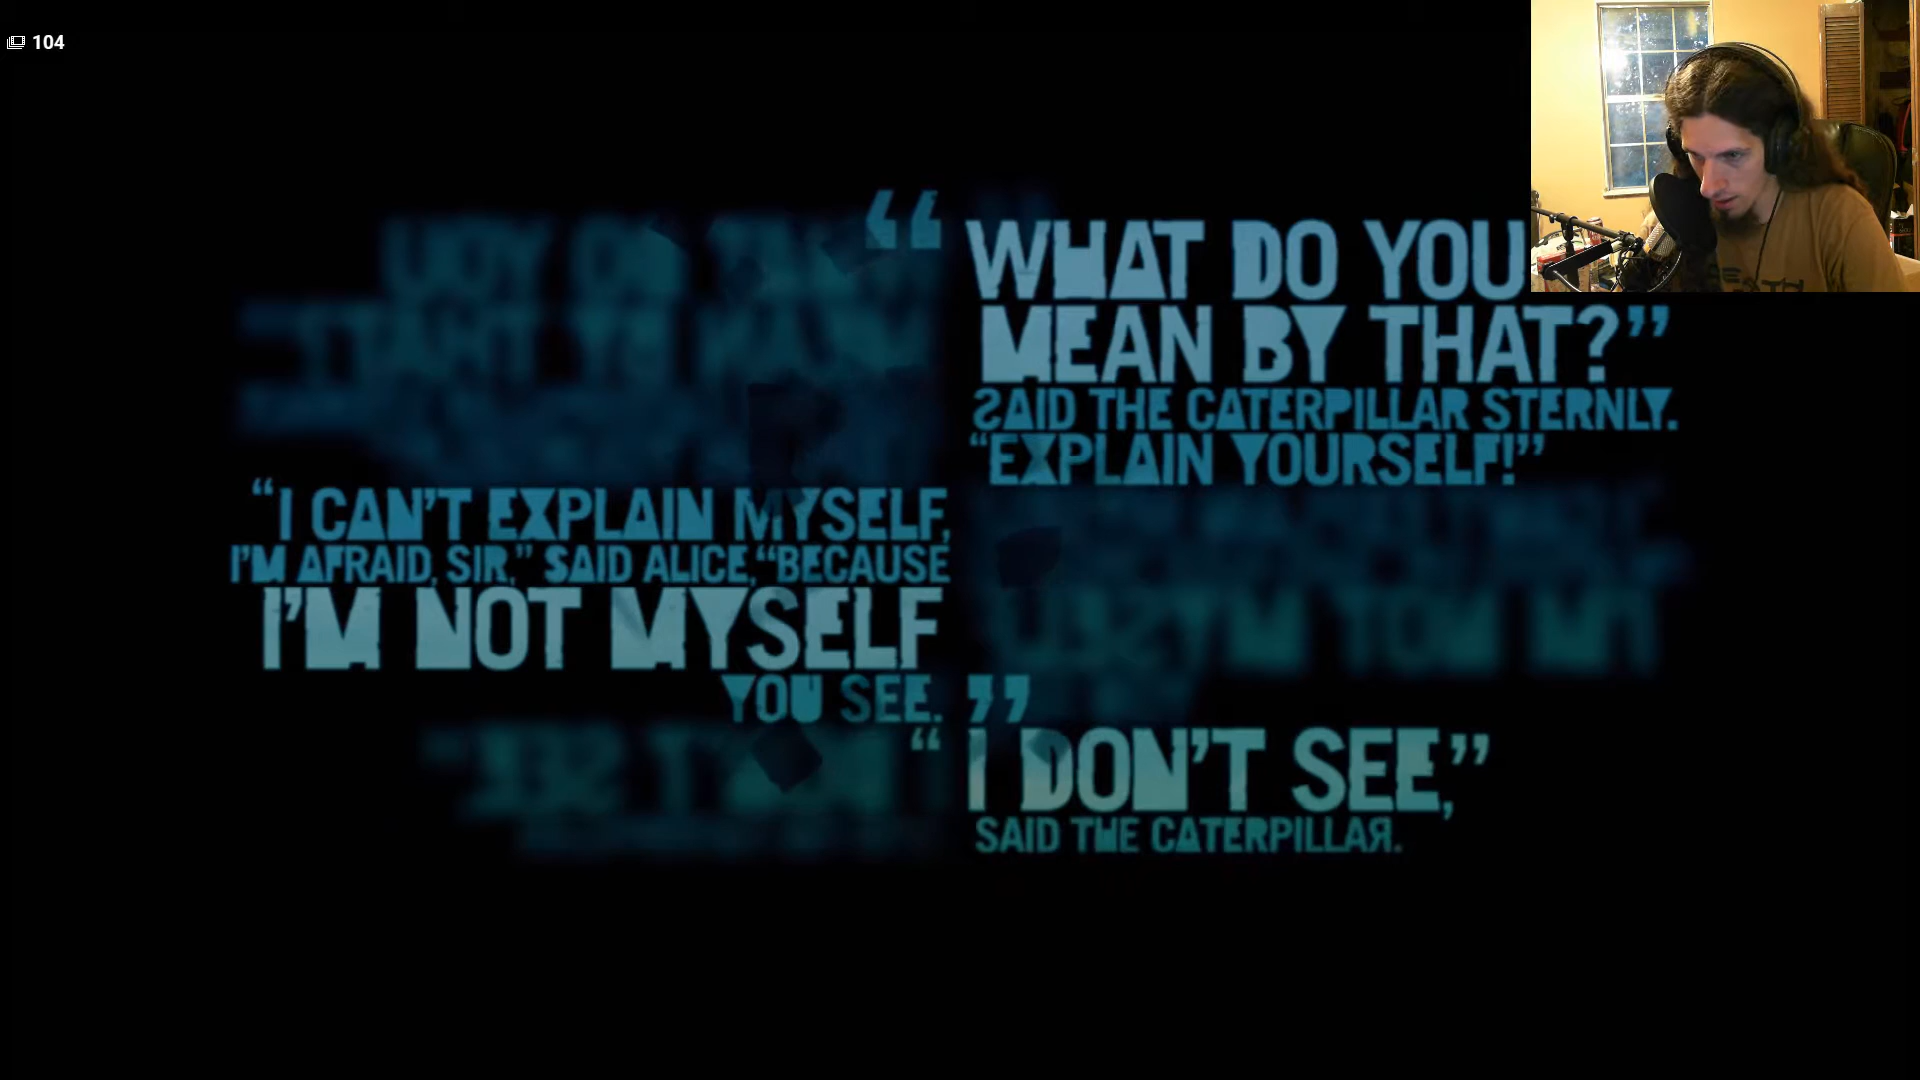 104
“ WHAT DO YOU
MEAN BY THAT?”
SAID THE CATERPILLAR STERNLY.
“EXPLAIN YOURSELF!”
“I CAN’T EXPLAIN MYSELF,
I’M AFRAID, SIR,” SAID ALICE, “BECAUSE
I’M NOT MYSELF
YOU SEE. ”
“ I DON’T SEE,”
SAID THE CATERPILLAR.